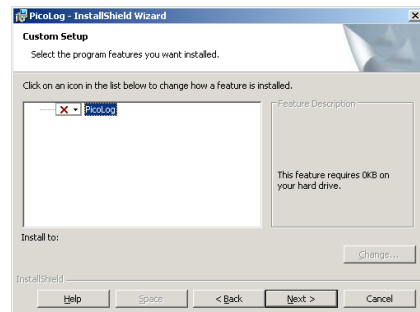 PicoLog - InstallShield Wizard
Custom Setup
Select the program features you want installed.
Click on an icon in the list below to change how a feature is installed.
PicoLog
Feature Description
This feature requires 0KB on
your hard drive.
Install to:
Change...
InstallShield
Help
Space
< Back
Next >
Cancel